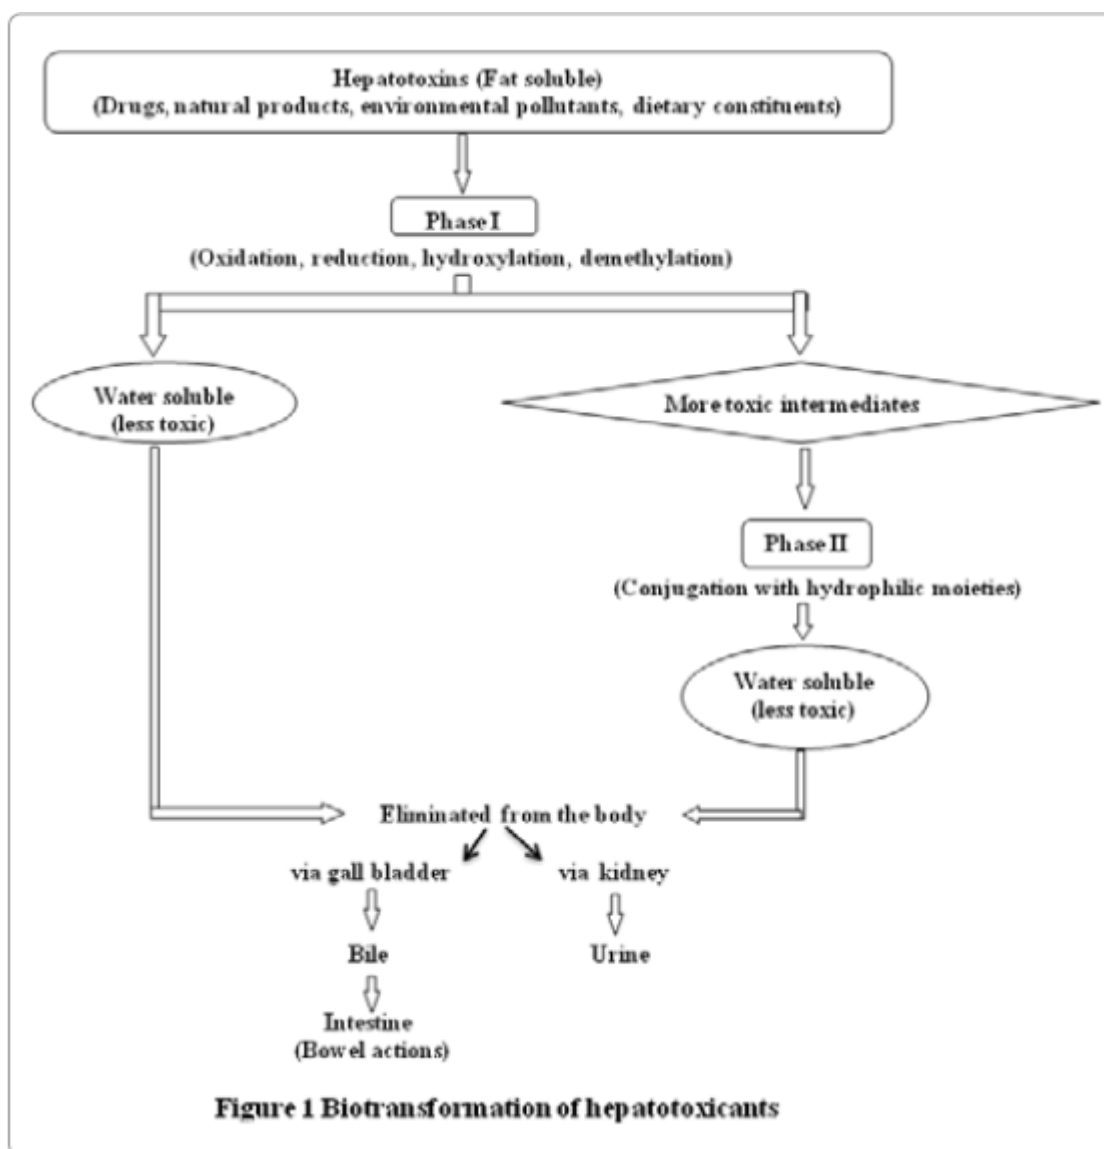 Hepatotoxins (Fat soluble)
(Drugs, natural products, environmental pollutants, dietary constituents)
Phase I
(Oxidation, reduction, hydroxylation, demethylation)
Water soluble
(less toxic)
More toxic intermediates
Phase II
(Conjugation with hydrophilic moieties)
Water soluble
(less toxic)
Eliminated from the body
via gall bladder
via kidney
Bile
Urine
Intestine
(Bowel actions)
Figure 1 Biotransformation of hepatotoxicants